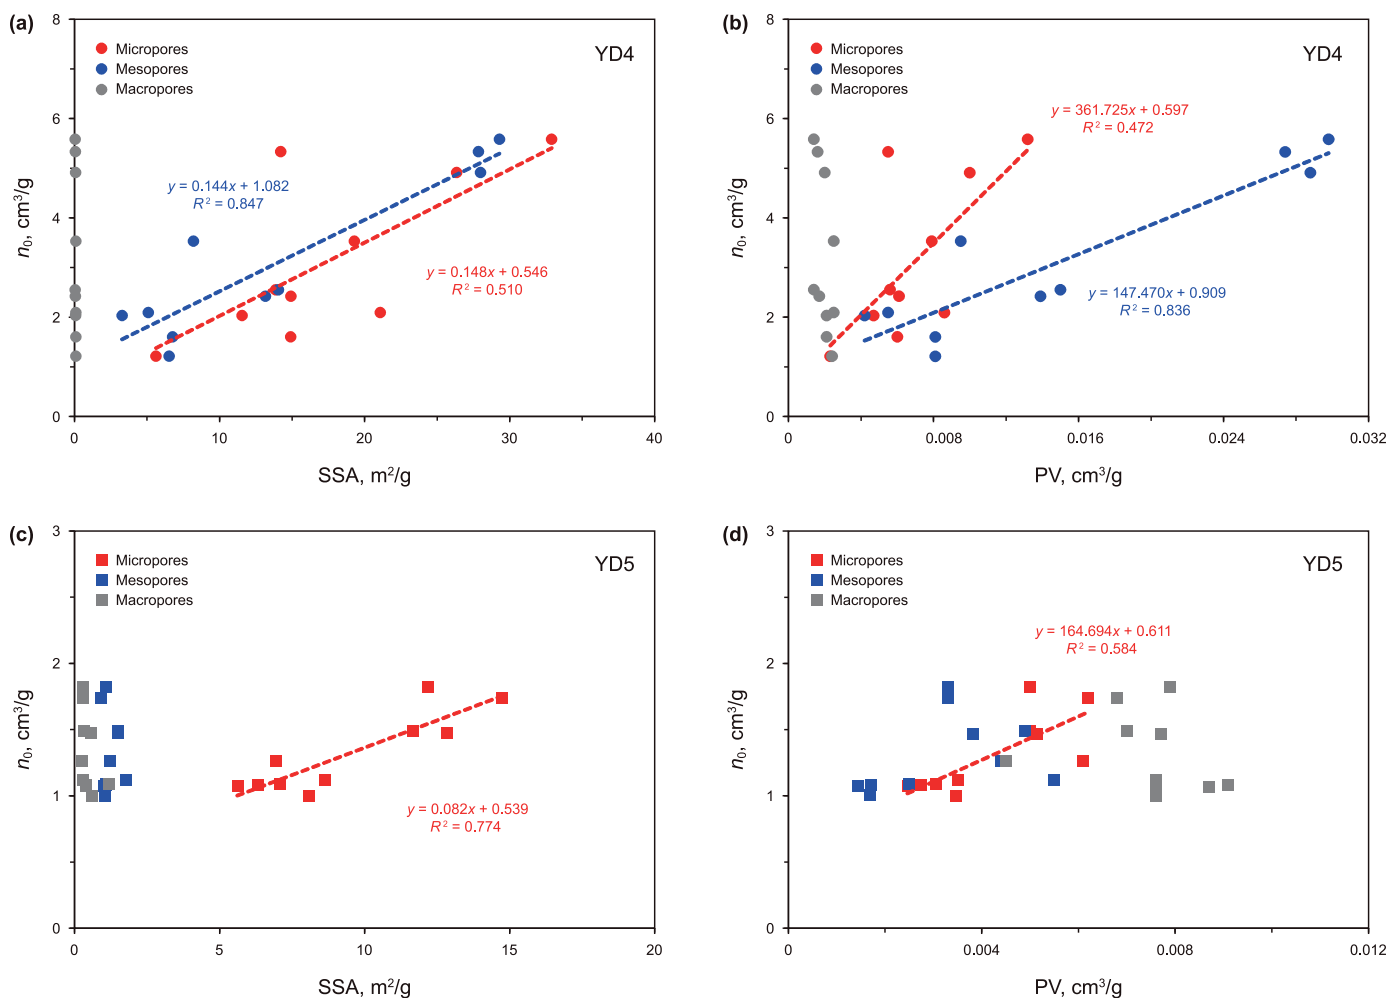 (a)
8
Micropores
YD4
Mesopores
Macropores
6
y = 0.144x + 1.082
R² = 0.847
4
n₀, cm³/g
y = 0.148x + 0.546
R² = 0.510
2
0
0 10 20 30 40
SSA, m²/g
(b)
8
Micropores
YD4
Mesopores
Macropores
6
y = 361.725x + 0.597
R² = 0.472
4
n₀, cm³/g
y = 147.470x + 0.909
R² = 0.836
2
0
0 0.008 0.016 0.024 0.032
PV, cm³/g
(c)
3
Micropores
YD5
Mesopores
Macropores
2
n₀, cm³/g
1
y = 0.082x + 0.539
R² = 0.774
0
0 5 10 15 20
SSA, m²/g
(d)
3
Micropores
YD5
Mesopores
Macropores
y = 164.694x + 0.611
R² = 0.584
2
n₀, cm³/g
1
0
0 0.004 0.008 0.012
PV, cm³/g